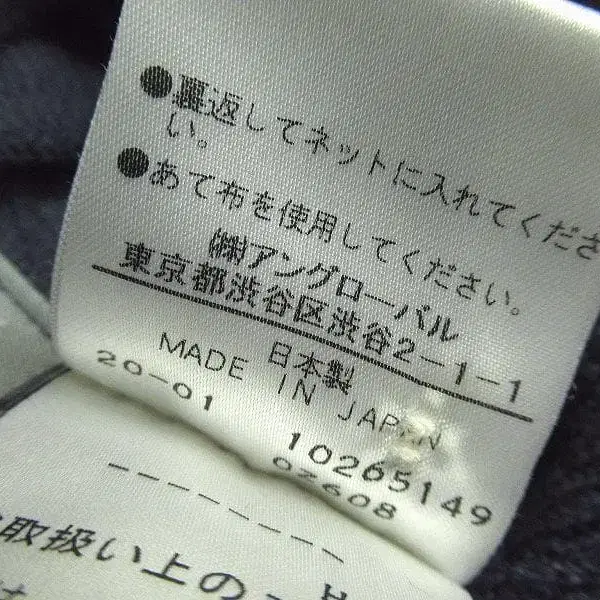 ●裏返してネットに入れてくださ
い。
●あて布を使用してください。
㈱アングローバル
東京都渋谷区渋谷2-1-1
日本製
MADE IN JAPAN
20-01 10265149
02608
取扱い上の